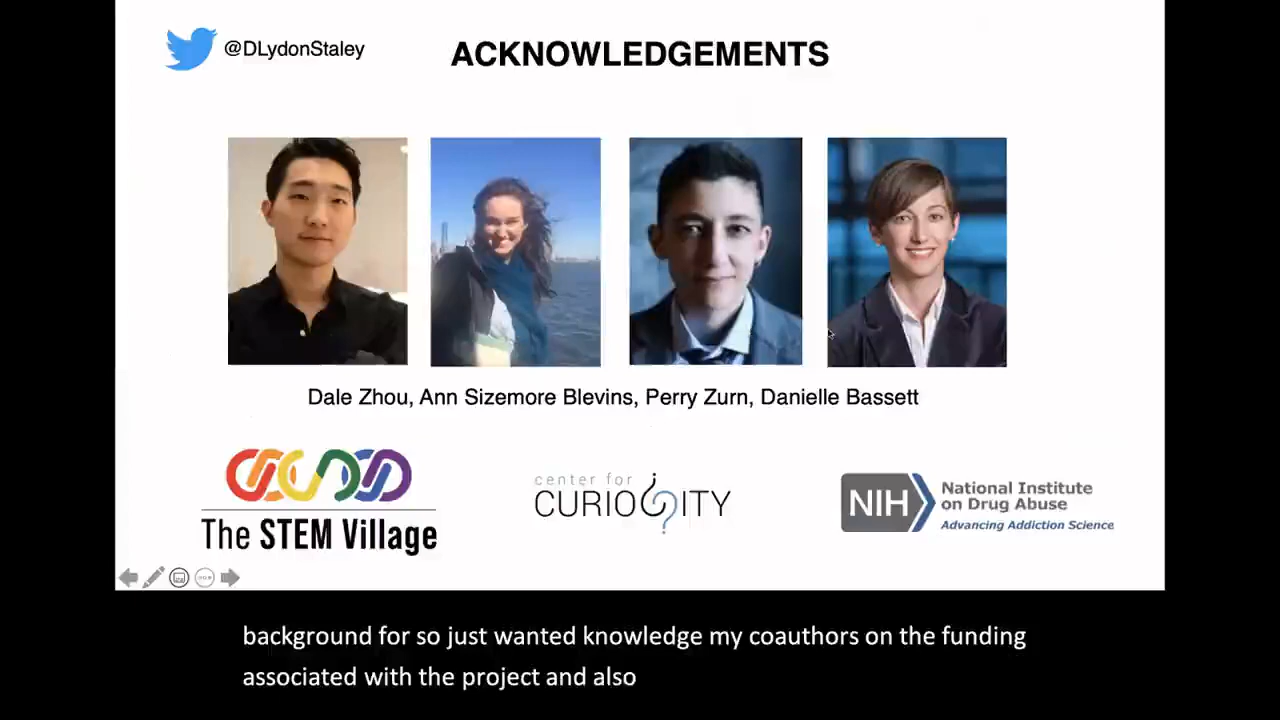 @DLydonStaley
ACKNOWLEDGEMENTS
Dale Zhou, Ann Sizemore Blevins, Perry Zurn, Danielle Bassett
The STEM Village
center for
CURIOSITY
NIH
National Institute
on Drug Abuse
Advancing Addiction Science
background for so just wanted knowledge my coauthors on the funding
associated with the project and also